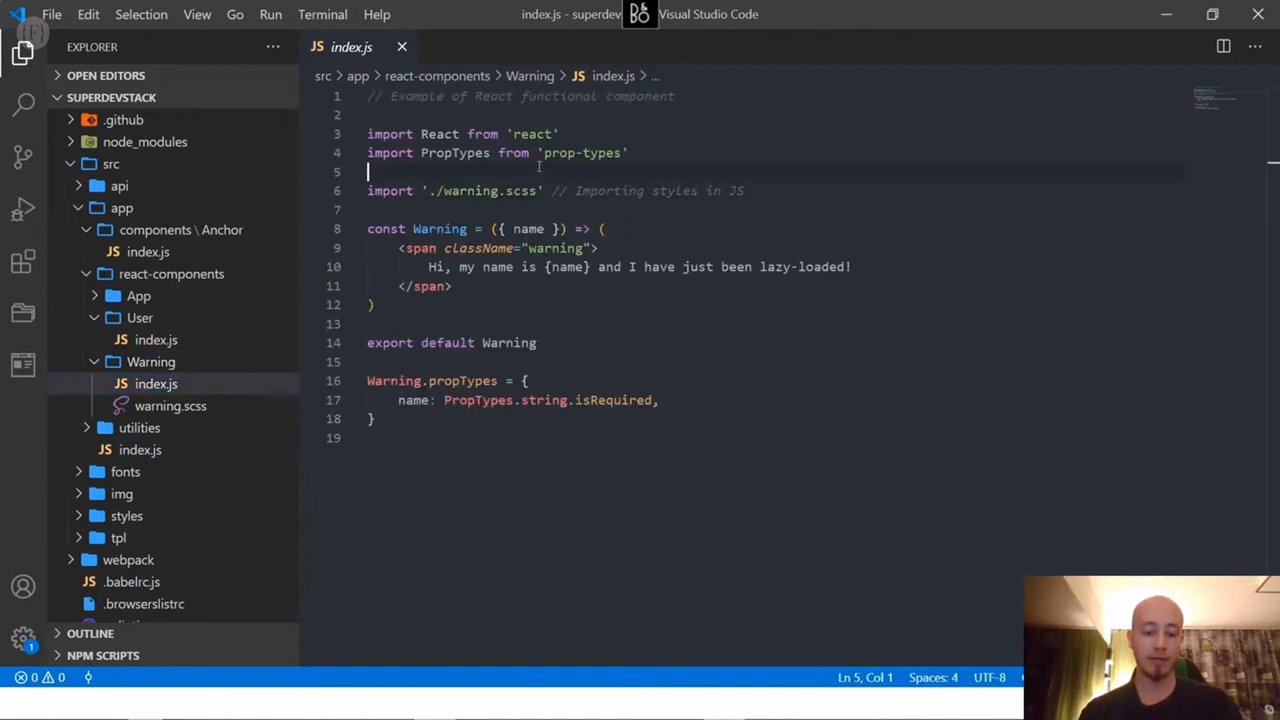 File Edit Selection View Go Run Terminal Help
index.js - superdev
Visual Studio Code
EXPLORER
OPEN EDITORS
SUPERDEVSTACK
.github
node_modules
src
api
app
components \ Anchor
index.js
react-components
App
User
index.js
Warning
index.js
warning.scss
utilities
index.js
fonts
img
styles
tpl
webpack
.babelrc.js
.browserslistrc
OUTLINE
NPM SCRIPTS
JS index.js
src > app > react-components > Warning > JS index.js > ...
1 // Example of React functional component
2
3 import React from 'react'
4 import PropTypes from 'prop-types'
5
6 import './warning.scss' // Importing styles in JS
7
8 const Warning = ({ name }) => (
9 <span className="warning">
10 Hi, my name is {name} and I have just been lazy-loaded!
11 </span>
12 )
13
14 export default Warning
15
16 Warning.propTypes = {
17 name: PropTypes.string.isRequired,
18 }
19
1
0 0
Ln 5, Col 1 Spaces: 4 UTF-8